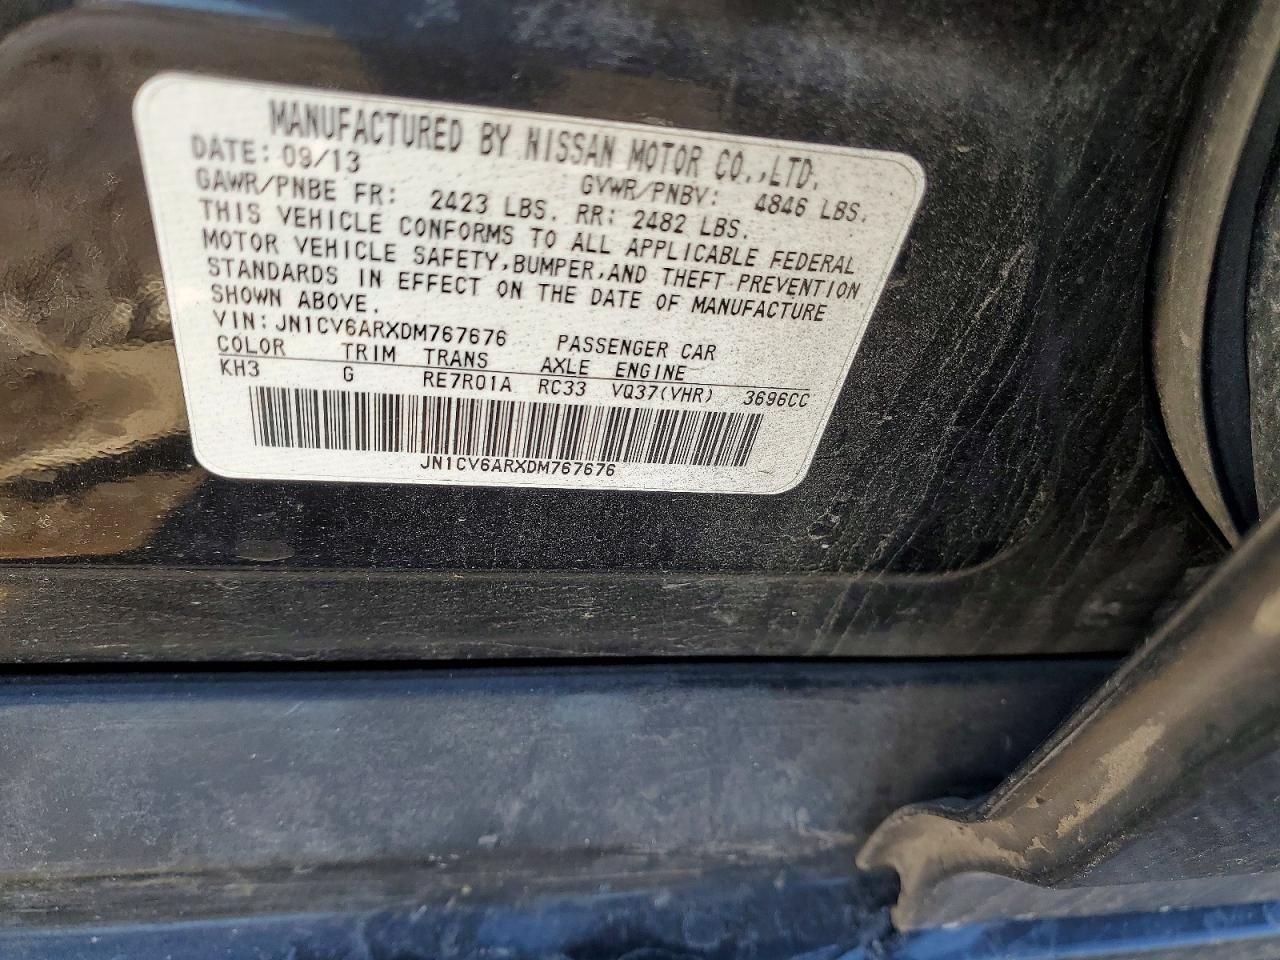 MANUFACTURED BY NISSAN MOTOR CO.,LTD.
DATE: 09/13 GVWR/PNBV: 4846 LBS.
GAWR/PNBE FR: 2423 LBS. RR: 2482 LBS.
THIS VEHICLE CONFORMS TO ALL APPLICABLE FEDERAL
MOTOR VEHICLE SAFETY,BUMPER,AND THEFT PREVENTION
STANDARDS IN EFFECT ON THE DATE OF MANUFACTURE
SHOWN ABOVE.
VIN:JN1CV6ARXDM767676 PASSENGER CAR
COLOR TRIM TRANS AXLE ENGINE
KH3 G RE7R01A RC33 VQ37(VHR) 3696CC
JN1CV6ARXDM767676